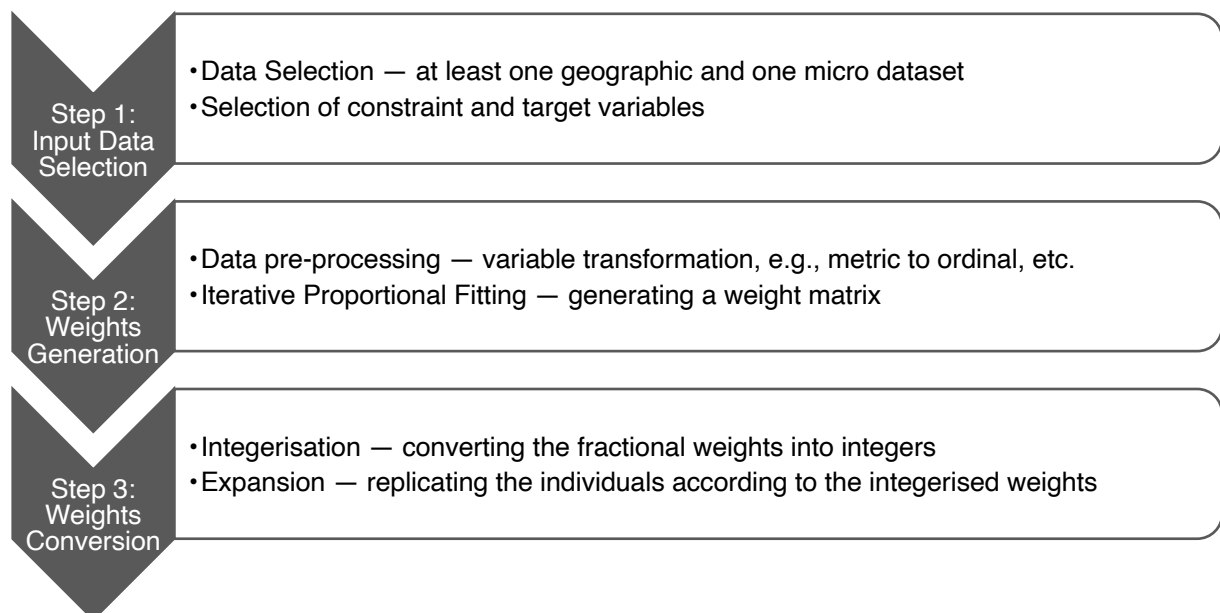 Step 1:
Input Data
Selection
•Data Selection — at least one geographic and one micro dataset
•Selection of constraint and target variables
Step 2:
Weights
Generation
•Data pre-processing — variable transformation, e.g., metric to ordinal, etc.
•Iterative Proportional Fitting — generating a weight matrix
Step 3:
Weights
Conversion
•Integerisation — converting the fractional weights into integers
•Expansion — replicating the individuals according to the integerised weights